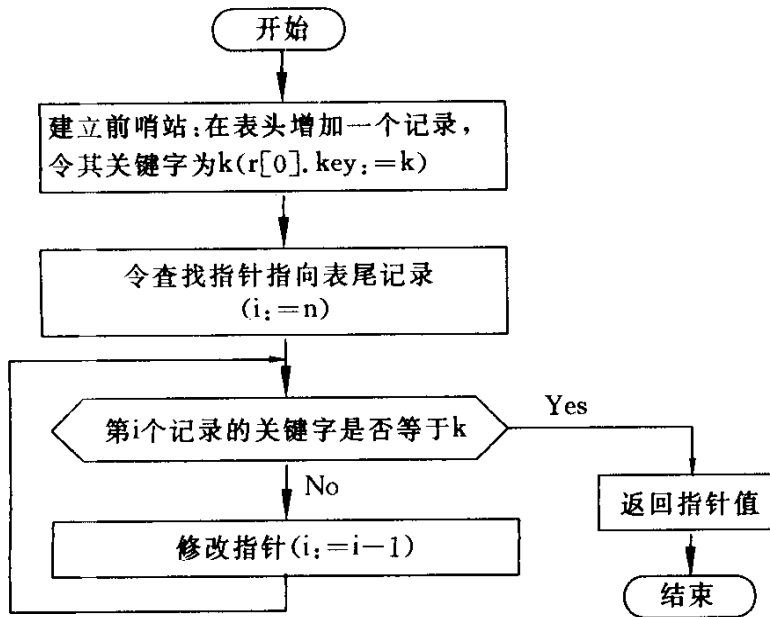 开始
建立前哨站:在表头增加一个记录,
令其关键字为k(r[0].key:=k)
令查找指针指向表尾记录
(i:=n)
第i个记录的关键字是否等于k
Yes
No
返回指针值
修改指针(i:=i-1)
结束